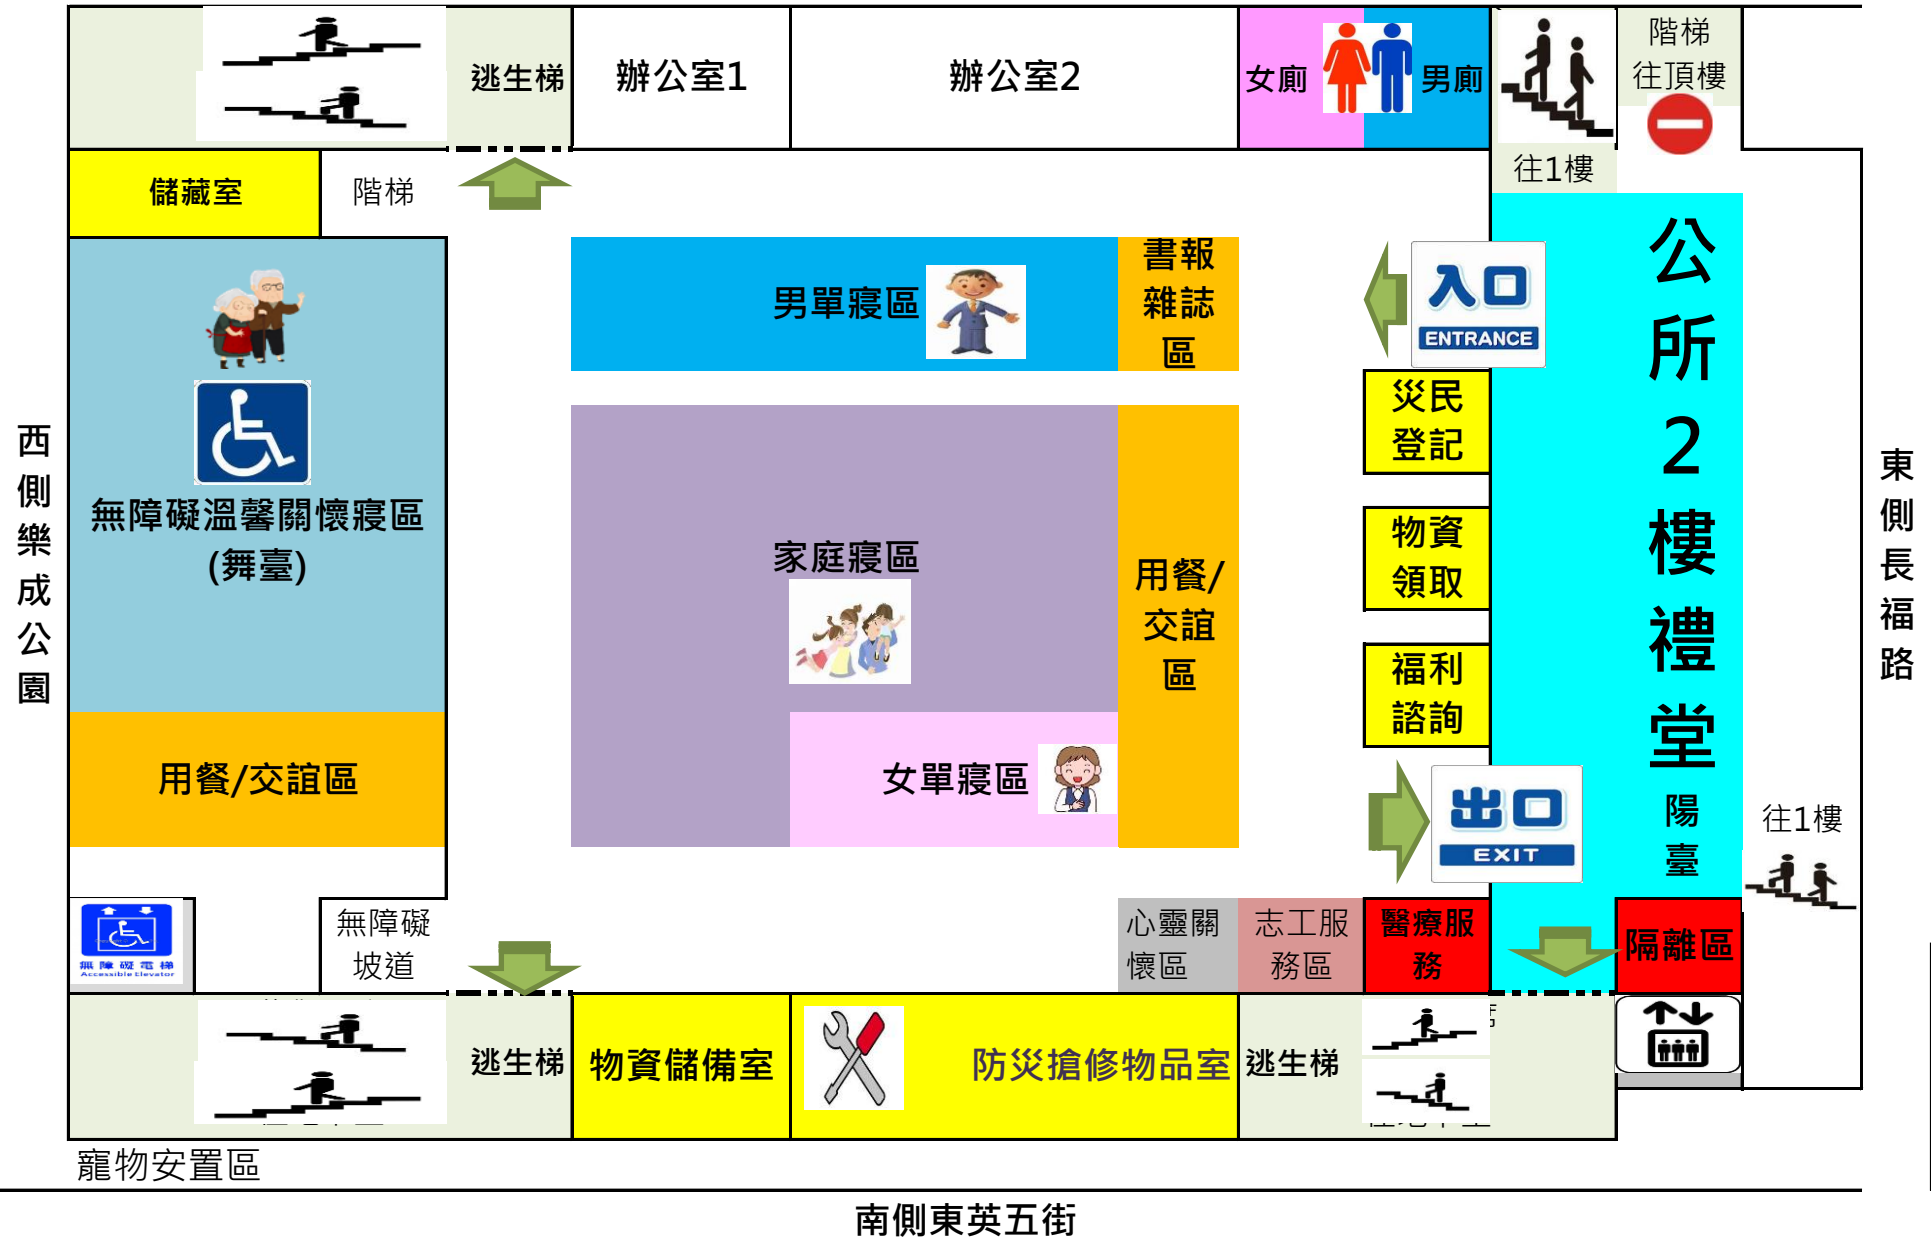 逃生梯
辦公室1
辦公室2
女廁
男廁
階梯
往頂樓
往1樓
儲藏室
階梯
男單寢區
書報
雜誌
區
入口
ENTRANCE
公所2樓禮堂
陽臺
災民
登記
物資
領取
福利
諮詢
西側樂成公園
東側長福路
無障礙溫馨關懷寢區
(舞臺)
家庭寢區
用餐/
交誼
區
女單寢區
用餐/交誼區
出口
EXIT
往1樓
無障礙電梯
Accessible Elevator
無障礙
坡道
心靈關
懷區
志工服
務區
醫療服
務
隔離區
逃生梯
物資儲備室
防災搶修物品室
逃生梯
寵物安置區
南側東英五街